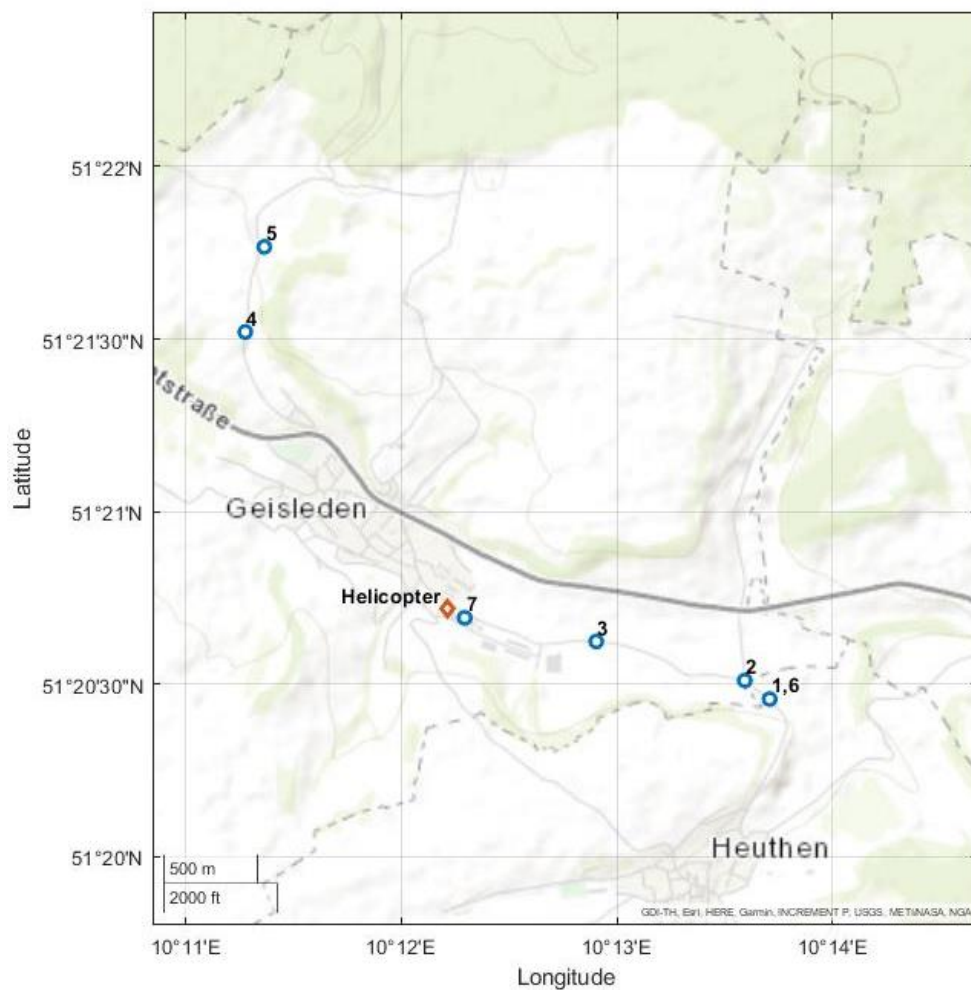 51°22'N
5
4
51°21'30"N
tstraße
Latitude
51°21'N
Geisleden
Helicopter
7
3
2
1,6
51°20'30"N
51°20'N
Heuthen
500 m
2000 ft
GDI-TH, Esri, HERE, Garmin, INCREMENT P, USGS, METI/NASA, NGA
10°11'E
10°12'E
10°13'E
10°14'E
Longitude